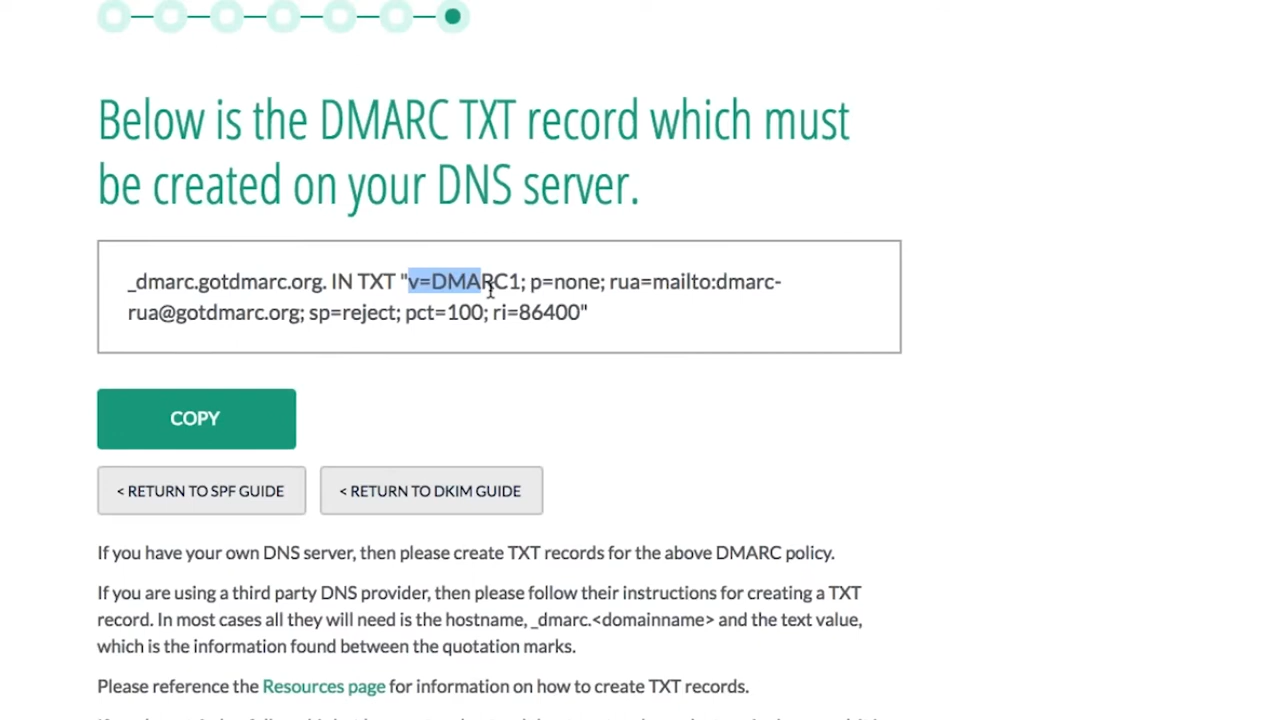 Below is the DMARC TXT record which must
be created on your DNS server.
_dmarc.gotdmarc.org. IN TXT "v=DMARC1; p=none; rua=mailto:dmarc-
rua@gotdmarc.org; sp=reject; pct=100; ri=86400"
COPY
< RETURN TO SPF GUIDE
< RETURN TO DKIM GUIDE
If you have your own DNS server, then please create TXT records for the above DMARC policy.
If you are using a third party DNS provider, then please follow their instructions for creating a TXT
record. In most cases all they will need is the hostname, _dmarc.<domainname> and the text value,
which is the information found between the quotation marks.
Please reference the Resources page for information on how to create TXT records.